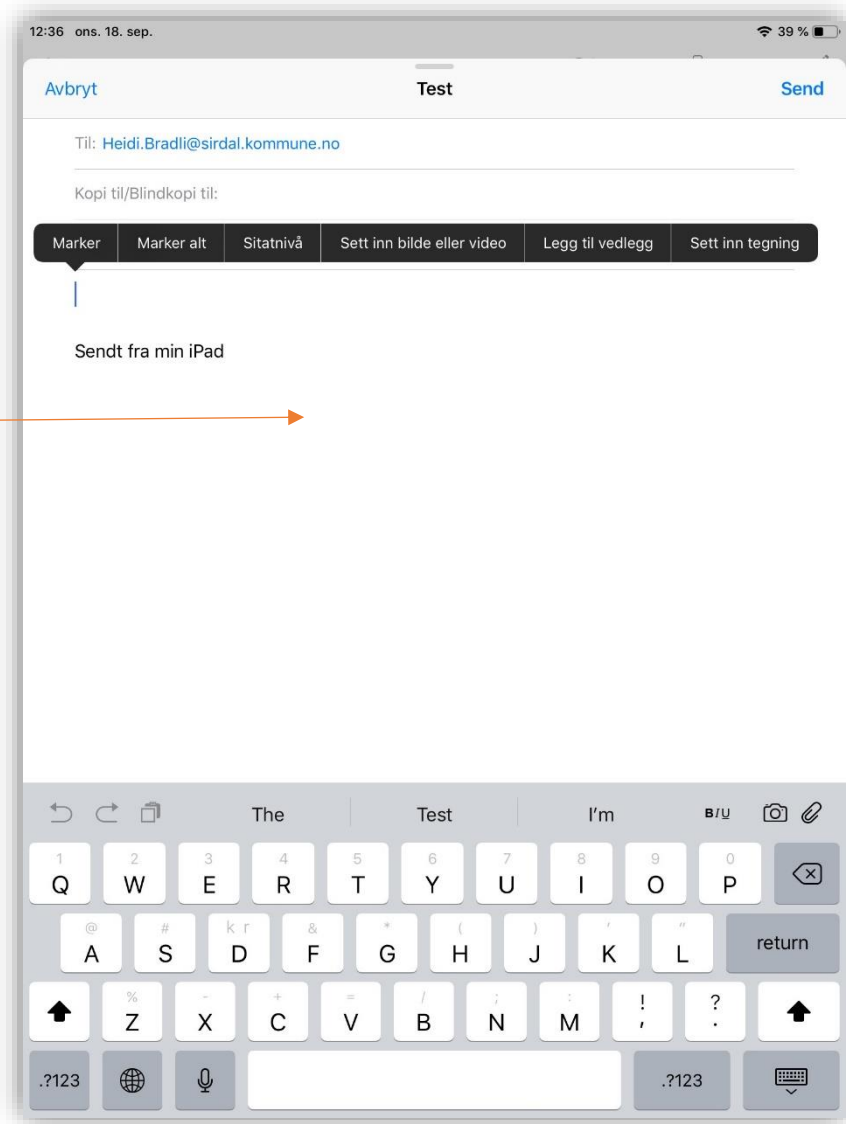 12:36 ons. 18. sep. 39 %
Avbryt Test Send
Til: Heidi.Bradli@sirdal.kommune.no
Kopi til/Blindkopi til:
Marker Marker alt Sitatnivå Sett inn bilde eller video Legg til vedlegg Sett inn tegning
Sendt fra min iPad
The Test I'm B I U
1 2 3 4 5 6 7 8 9 0
Q W E R T Y U I O P
@ # kr & * ( ) ' "
A S D F G H J K L return
% - + = / ; : ! ?
Z X C V B N M , .
.?123 .?123